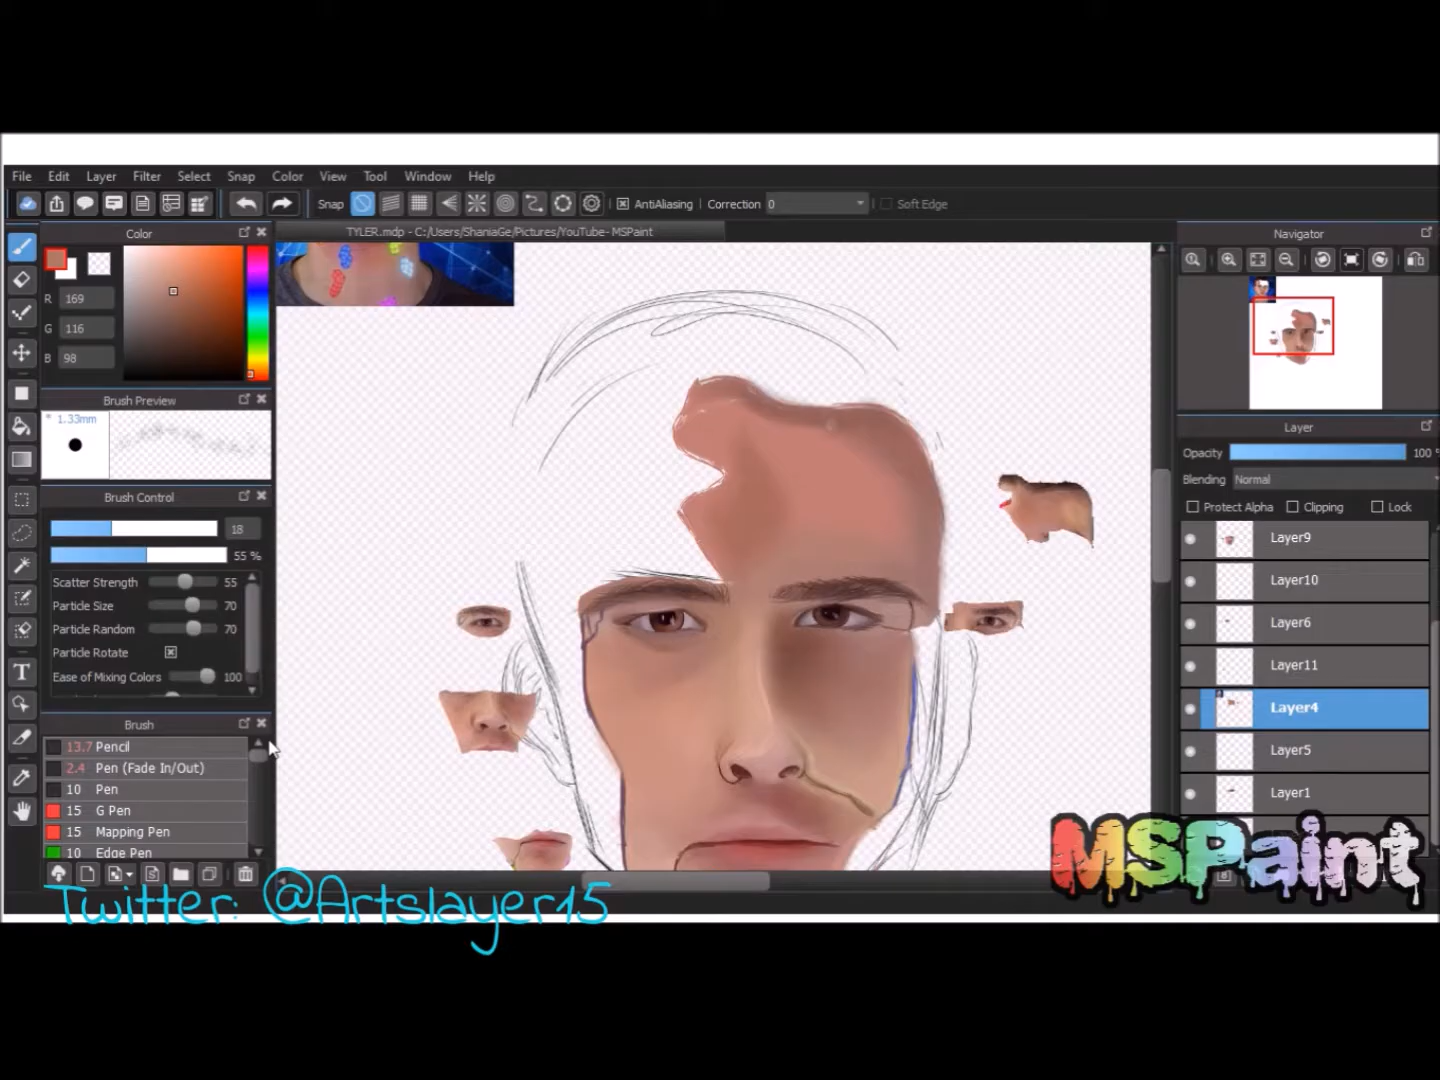 File Edit Layer Filter Select Snap Color View Tool Window Help
Snap AntiAliasing Correction 0 Soft Edge
Color
TYLER.mdp - C:/Users/ShaniaGe/Pictures/YouTube- MSPaint
Navigator
R 169
G 116
B 98
Brush Preview
* 1.33mm
Layer
Opacity 100 %
Blending Normal
Protect Alpha Clipping Lock
Brush Control
18
55 %
Scatter Strength 55
Particle Size 70
Particle Random 70
Particle Rotate
Ease of Mixing Colors 100
Layer9
Layer10
Layer6
Layer11
Layer4
Layer5
Layer1
Brush
13.7 Pencil
2.4 Pen (Fade In/Out)
10 Pen
15 G Pen
15 Mapping Pen
10 Edge Pen
MSPaint
Twitter: @Artslayer15